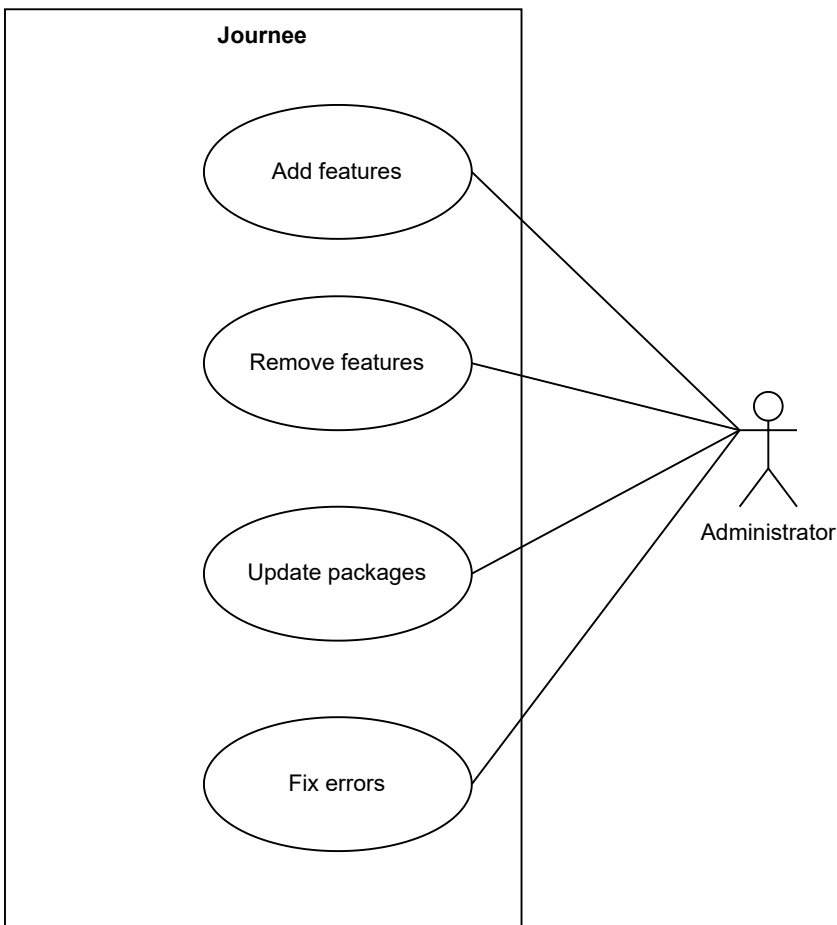 Journee
Add features
Remove features
Administrator
Update packages
Fix errors